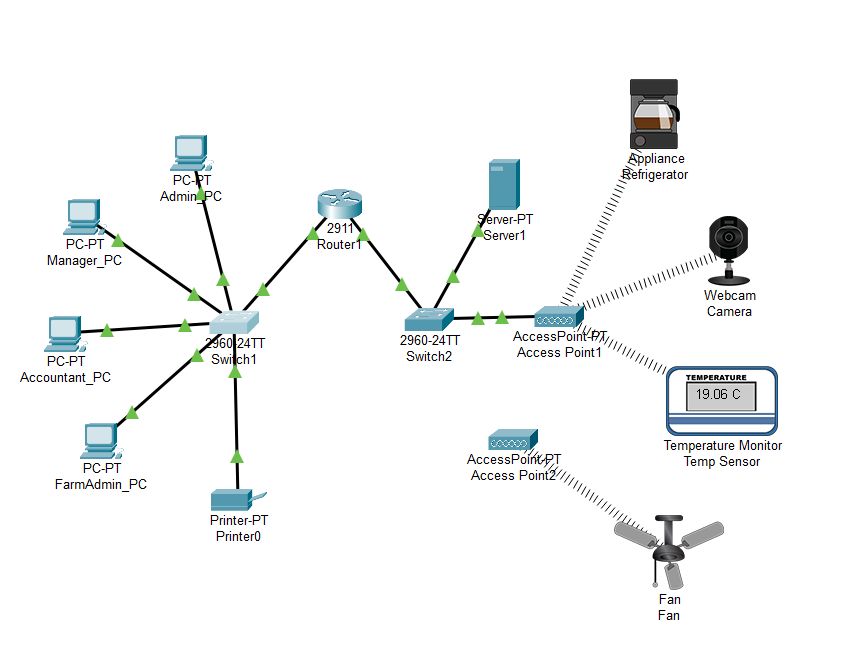 Appliance
Refrigerator
PC-PT
Admin_PC
Server-PT
Server1
2911
Router1
PC-PT
Manager_PC
Webcam
Camera
2960-24TT
Switch1
2960-24TT
Switch2
AccessPoint-PT
Access Point1
PC-PT
Accountant_PC
TEMPERATURE
19.06 C
Temperature Monitor
Temp Sensor
AccessPoint-PT
Access Point2
PC-PT
FarmAdmin_PC
Printer-PT
Printer0
Fan
Fan